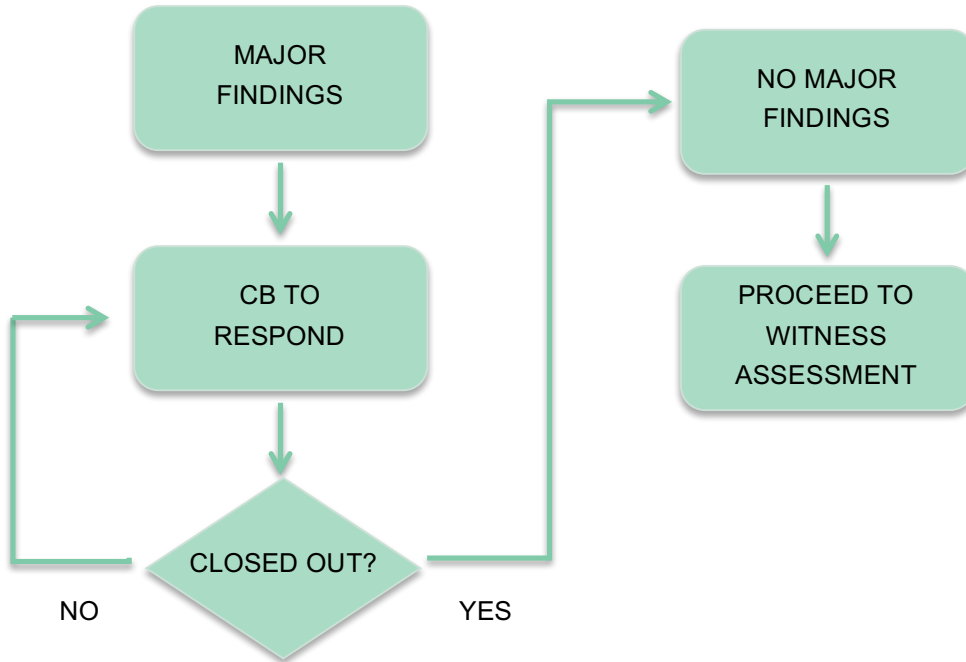 MAJOR
FINDINGS
CB TO
RESPOND
CLOSED OUT?
NO
YES
NO MAJOR
FINDINGS
PROCEED TO
WITNESS
ASSESSMENT